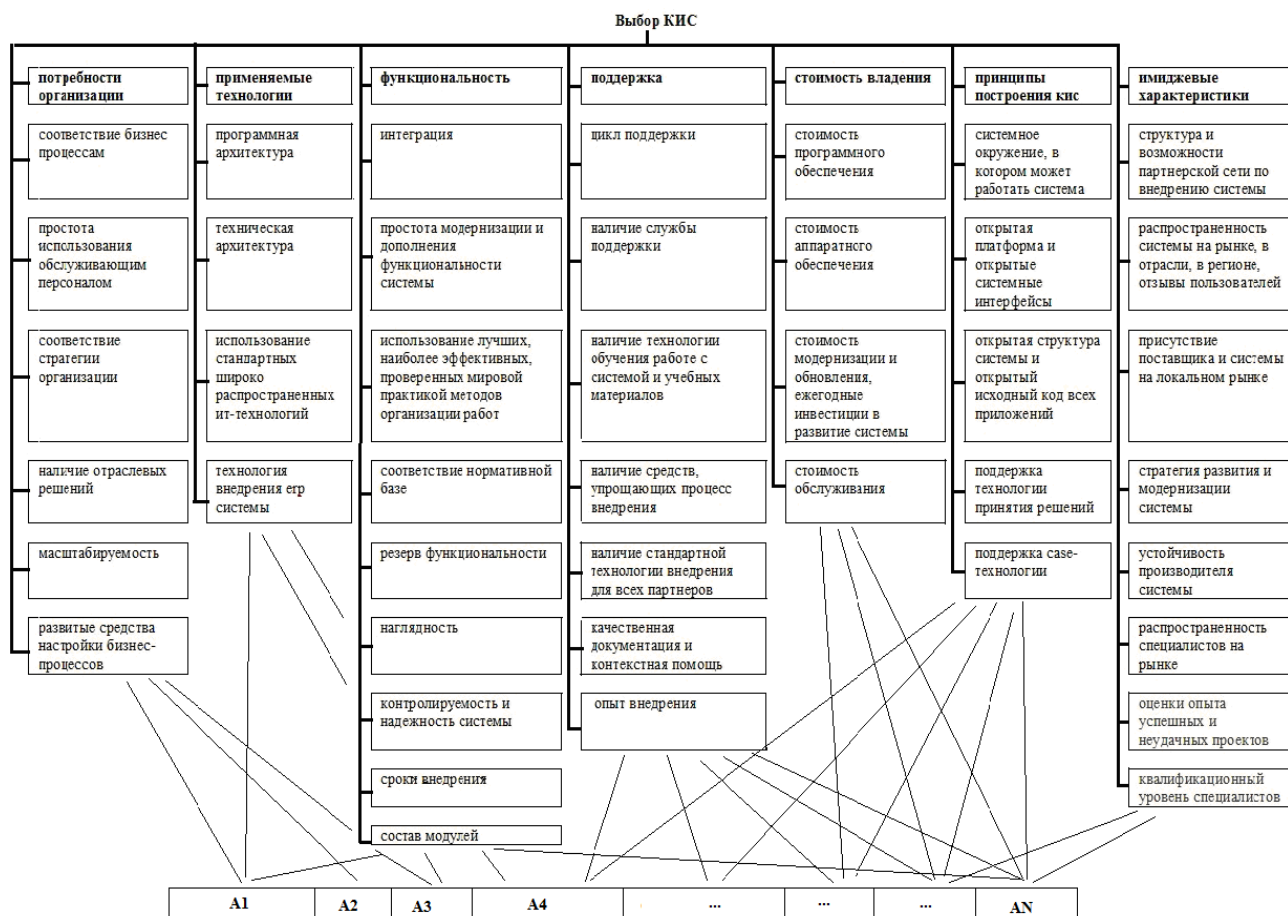 Выбор КИС
потребности
организации
соответствие бизнес
процессам
простота
использования
обслуживающим
персоналом
соответствие
стратегии
организации
наличие отраслевых
решений
масштабируемость
развитые средства
настройки бизнес-
процессов
применяемые
технологии
программная
архитектура
техническая
архитектура
использование
стандартных
широко
распространенных
ит-технологий
технология
внедрения erp
системы
функциональность
интеграция
простота модернизации и
дополнения
функциональности
системы
использование лучших,
наиболее эффективных,
проверенных мировой
практикой методов
организации работ
соответствие нормативной
базе
резерв функциональности
наглядность
контролируемость и
надежность системы
сроки внедрения
состав модулей
поддержка
цикл поддержки
наличие службы
поддержки
наличие технологии
обучения работе с
системой и учебных
материалов
наличие средств,
упрощающих процесс
внедрения
наличие стандартной
технологии внедрения
для всех партнеров
качественная
документация и
контекстная помощь
опыт внедрения
стоимость владения
стоимость
программного
обеспечения
стоимость
аппаратного
обеспечения
стоимость
модернизации и
обновления,
ежегодные
инвестиции в
развитие системы
стоимость
обслуживания
принципы
построения кис
системное
окружение, в
котором может
работать система
открытая
платформа и
открытые
системные
интерфейсы
открытая структура
системы и
открытый
исходный код всех
приложений
поддержка
технологии
принятия решений
поддержка case-
технологии
имиджевые
характеристики
структура и
возможности
партнерской сети по
внедрению системы
распространенность
системы на рынке, в
отрасли, в регионе,
отзывы пользователей
присутствие
поставщика и системы
на локальном рынке
стратегия развития и
модернизации
системы
устойчивость
производителя
системы
распространенность
специалистов на
рынке
оценки опыта
успешных и
неудачных проектов
квалификационный
уровень специалистов
A1 A2 A3 A4 ... ... ... AN